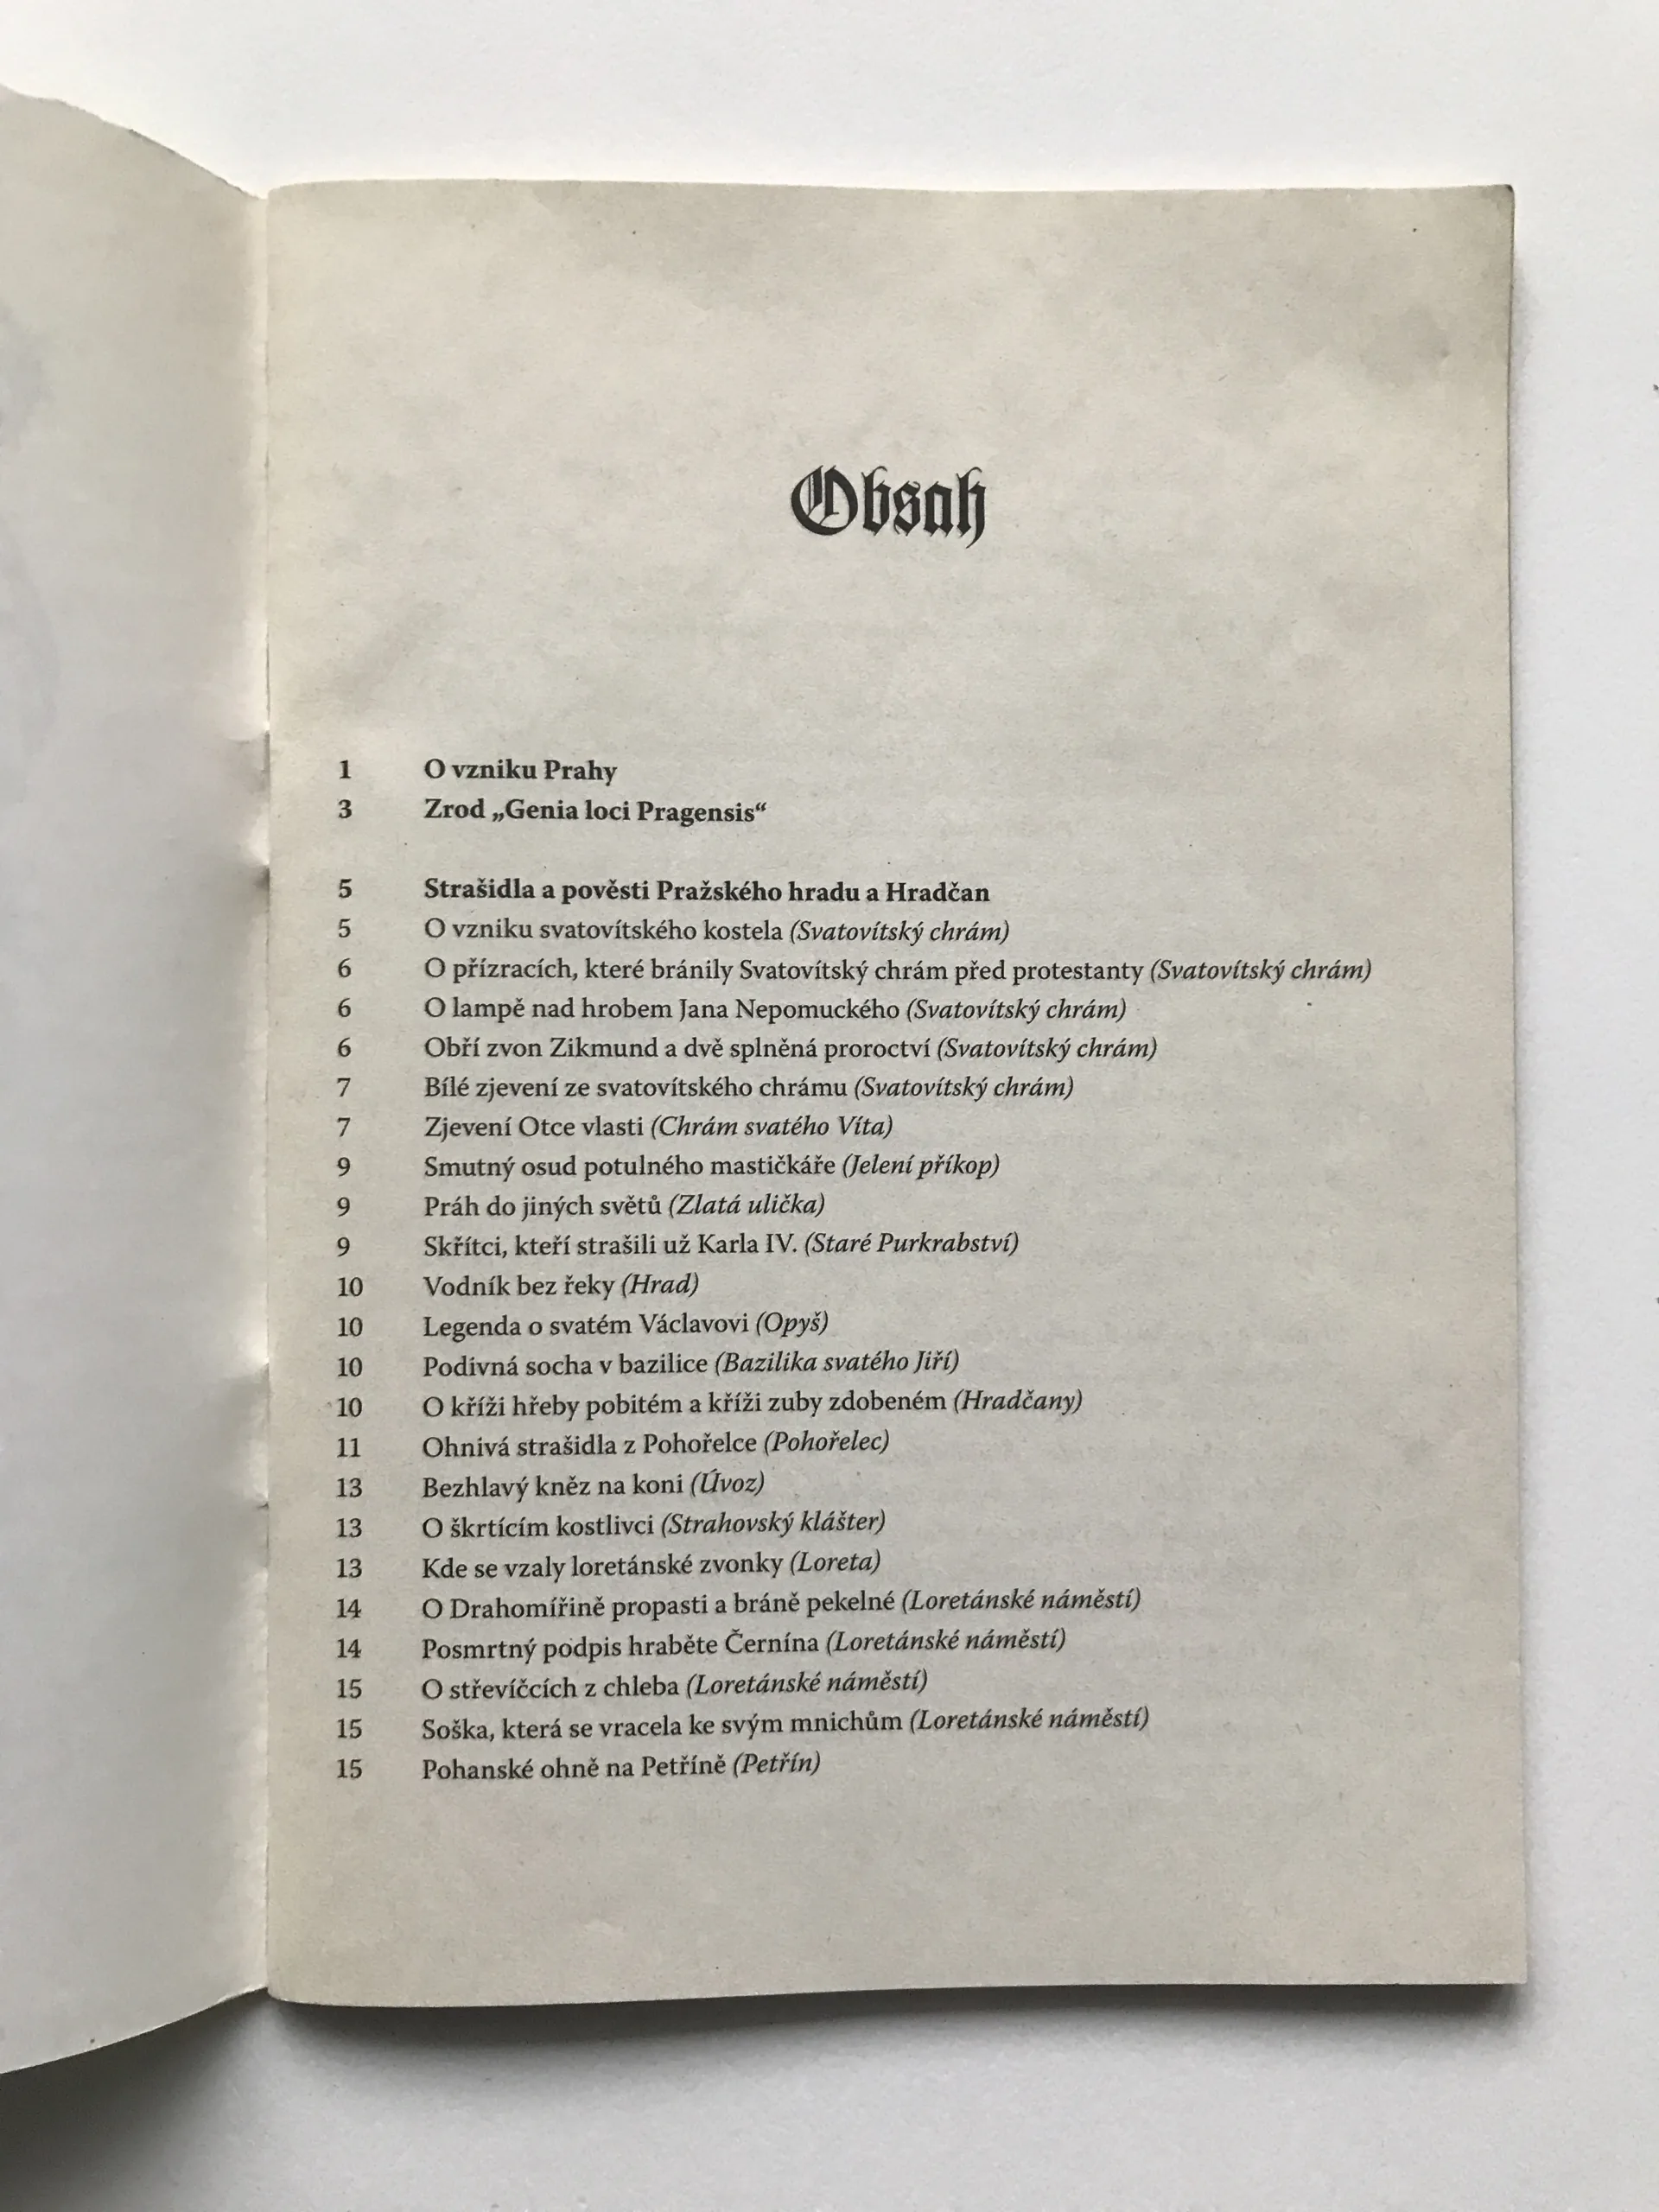 Obsah
1 O vzniku Prahy
3 Zrod „Genia loci Pragensis“
5 Strašidla a pověsti Pražského hradu a Hradčan
5 O vzniku svatovítského kostela (Svatovítský chrám)
6 O přízracích, které bránily Svatovítský chrám před protestanty (Svatovítský chrám)
6 O lampě nad hrobem Jana Nepomuckého (Svatovítský chrám)
6 Obří zvon Zikmund a dvě splněná proroctví (Svatovítský chrám)
7 Bílé zjevení ze svatovítského chrámu (Svatovítský chrám)
7 Zjevení Otce vlasti (Chrám svatého Víta)
9 Smutný osud potulného mastičkáře (Jelení příkop)
9 Práh do jiných světů (Zlatá ulička)
9 Skřítci, kteří strašili už Karla IV. (Staré Purkrabství)
10 Vodník bez řeky (Hrad)
10 Legenda o svatém Václavovi (Opyš)
10 Podivná socha v bazilice (Bazilika svatého Jiří)
10 O kříži hřeby pobitém a kříži zuby zdobeném (Hradčany)
11 Ohnivá strašidla z Pohořelce (Pohořelec)
13 Bezhlavý kněz na koni (Úvoz)
13 O škrtícím kostlivci (Strahovský klášter)
13 Kde se vzaly loretánské zvonky (Loreta)
14 O Drahomířině propasti a bráně pekelné (Loretánské náměstí)
14 Posmrtný podpis hraběte Černína (Loretánské náměstí)
15 O střevíčcích z chleba (Loretánské náměstí)
15 Soška, která se vracela ke svým mnichům (Loretánské náměstí)
15 Pohanské ohně na Petříně (Petřín)